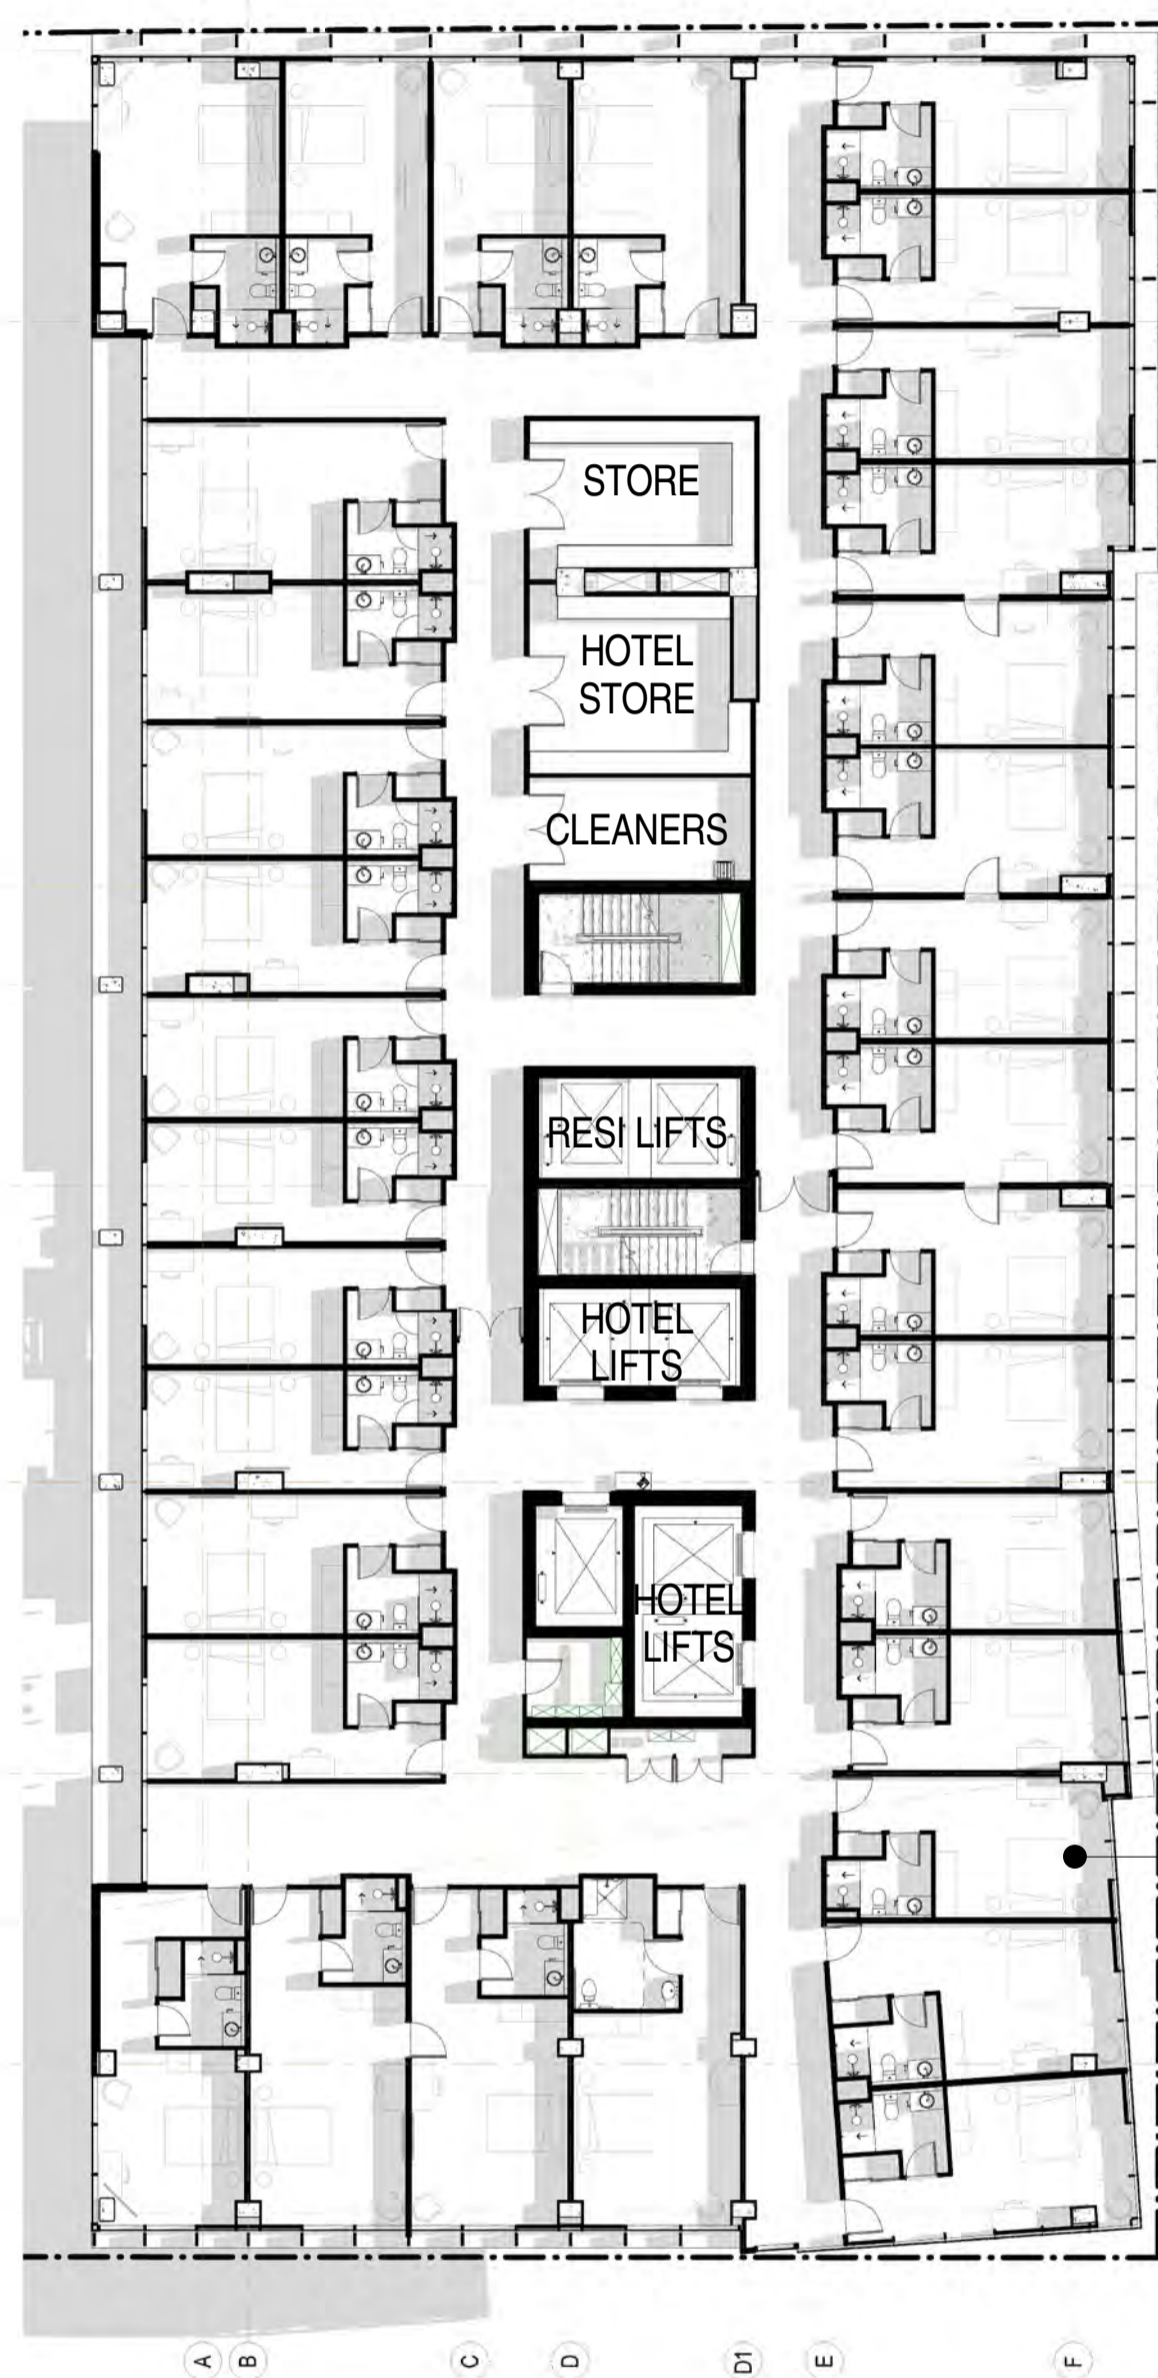 STORE
HOTEL
STORE
CLEANERS
RESI LIFTS
HOTEL
LIFTS
HOTEL
LIFTS
A
B
C
D
D1
E
F